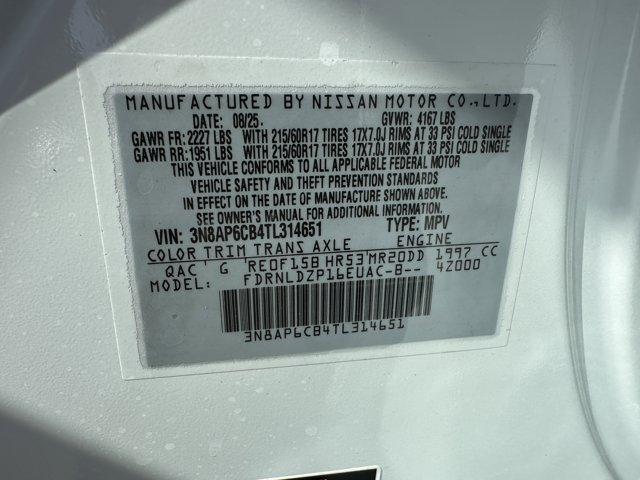 MANUFACTURED BY NISSAN MOTOR CO., LTD.
DATE: 08/25. GVWR: 4167 LBS
GAWR FR: 2227 LBS WITH 215/60R17 TIRES 17X7.0J RIMS AT 33 PSI COLD SINGLE
GAWR RR: 1951 LBS WITH 215/60R17 TIRES 17X7.0J RIMS AT 33 PSI COLD SINGLE
THIS VEHICLE CONFORMS TO ALL APPLICABLE FEDERAL MOTOR
VEHICLE SAFETY AND THEFT PREVENTION STANDARDS
IN EFFECT ON THE DATE OF MANUFACTURE SHOWN ABOVE.
SEE OWNER'S MANUAL FOR ADDITIONAL INFORMATION.
VIN: 3N8AP6CB4TL314651 TYPE: MPV
COLOR TRIM TRANS AXLE ENGINE
QAC G RE0F15B HR53 MR20DD 1997 CC
MODEL FDRNLDZP16EUAC-B-- 42000
3N8AP6CB4TL314651